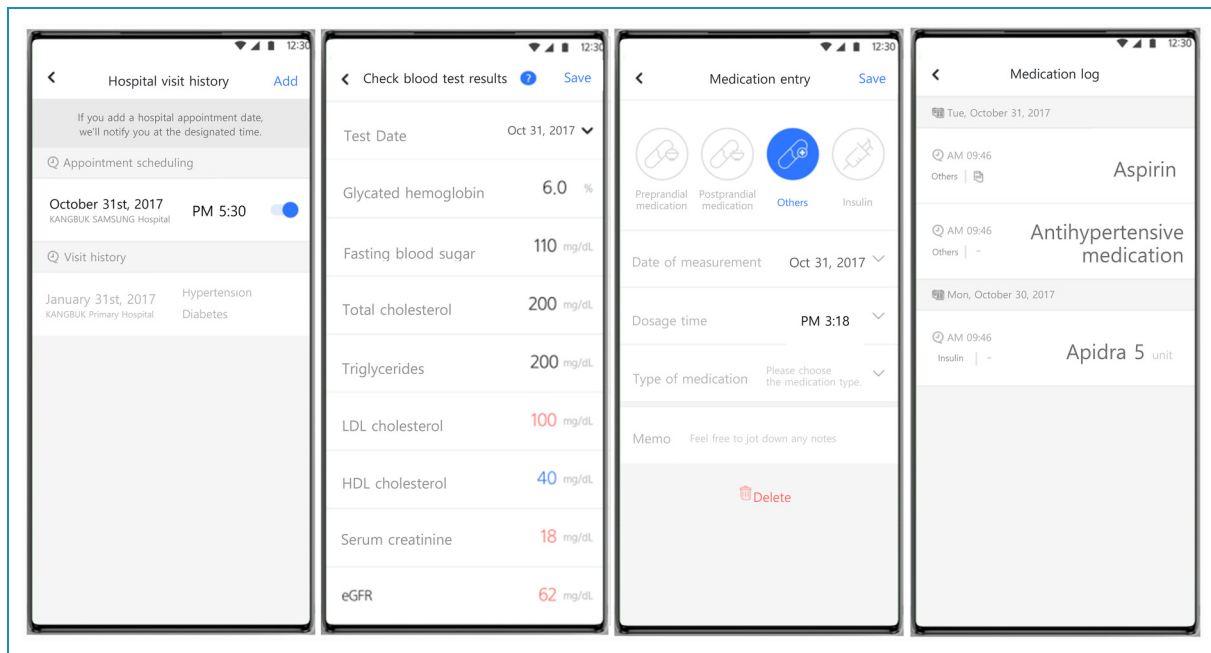 12:30
Hospital visit history Add
If you add a hospital appointment date,
we'll notify you at the designated time.
Appointment scheduling
October 31st, 2017 PM 5:30
KANGBUK SAMSUNG Hospital
Visit history
January 31st, 2017 Hypertension
KANGBUK Primary Hospital Diabetes
12:30
Check blood test results ? Save
Test Date Oct 31, 2017
Glycated hemoglobin 6.0 %
Fasting blood sugar 110 mg/dL
Total cholesterol 200 mg/dL
Triglycerides 200 mg/dL
LDL cholesterol 100 mg/dL
HDL cholesterol 40 mg/dL
Serum creatinine 18 mg/dL
eGFR 62 mg/dL
12:30
Medication entry Save
Preprandial Postprandial Others Insulin
medication medication
Date of measurement Oct 31, 2017
Dosage time PM 3:18
Type of medication Please choose
the medication type.
Memo Feel free to jot down any notes
Delete
12:30
Medication log
Tue, October 31, 2017
AM 09:46
Others | Aspirin
AM 09:46 Antihypertensive
Others | - medication
Mon, October 30, 2017
AM 09:46
Insulin | - Apidra 5 unit